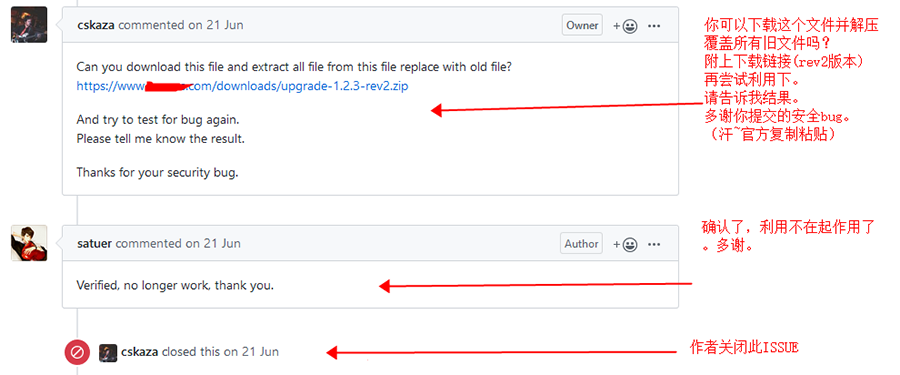 cskaza commented on 21 Jun
Owner
Can you download this file and extract all file from this file replace with old file?
https://www.
.com/downloads/upgrade-1.2.3-rev2.zip
And try to test for bug again.
Please tell me know the result.
Thanks for your security bug.
你可以下载这个文件并解压
覆盖所有旧文件吗?
附上下载链接(rev2版本)
再尝试利用下。
请告诉我结果。
多谢你提交的安全bug。
（汗~官方复制粘贴）
satuer commented on 21 Jun
Author
Verified, no longer work, thank you.
确认了，利用不在起作用了
。多谢。
cskaza closed this on 21 Jun
作者关闭此ISSUE